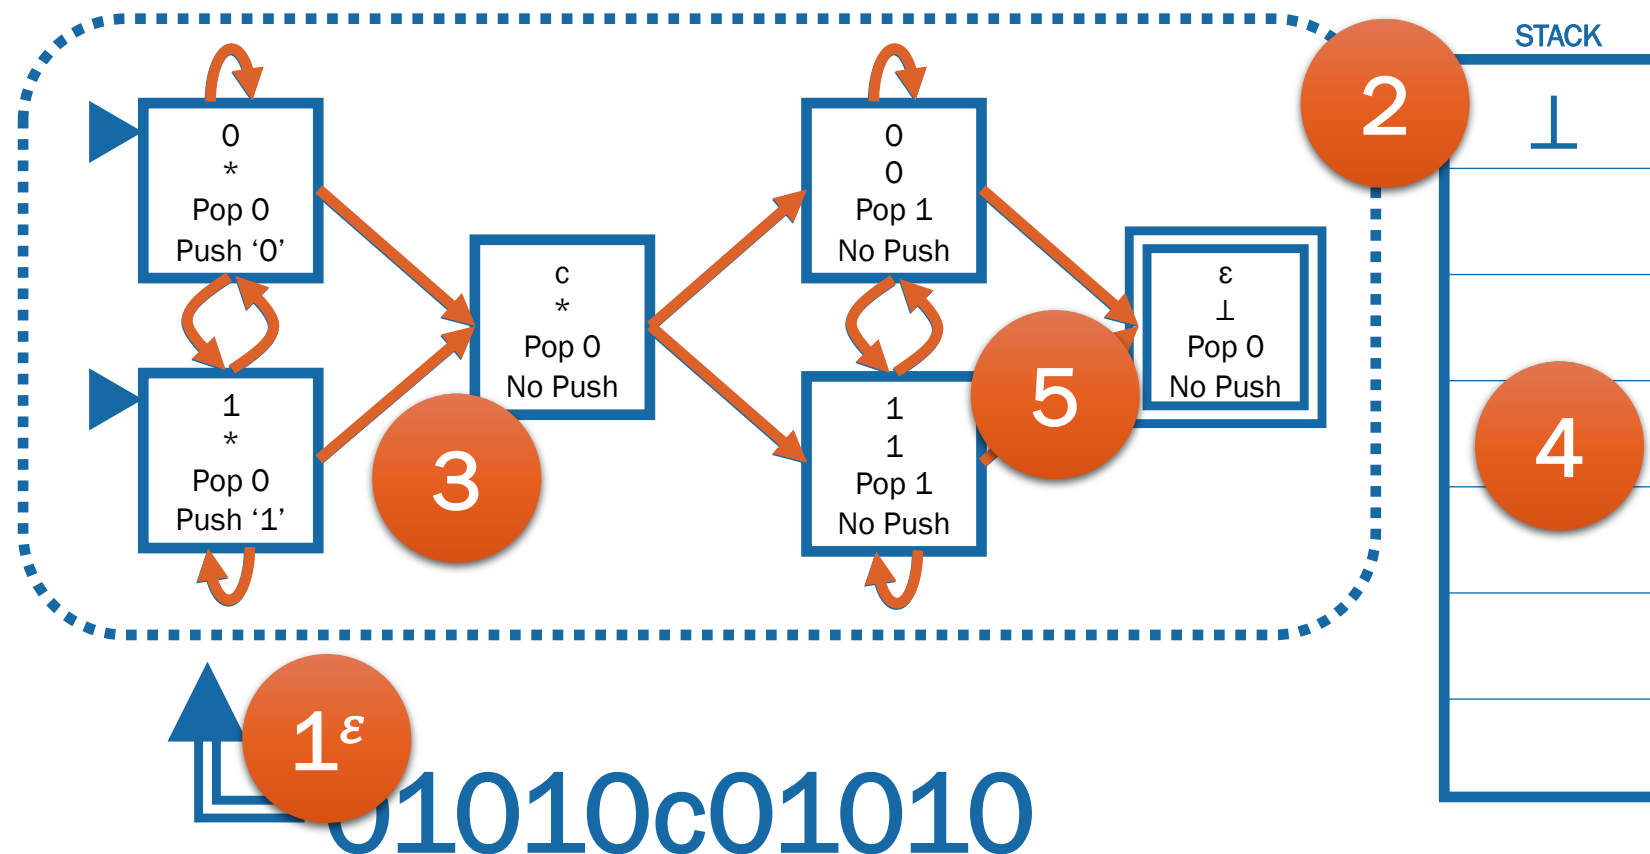 STACK
2
⊥
0
*
Pop 0
Push ‘0’
0
0
Pop 1
No Push
c
*
Pop 0
No Push
ε
⊥
Pop 0
No Push
1
*
Pop 0
Push ‘1’
1
1
Pop 1
No Push
3
5
4
1ε
01010c01010